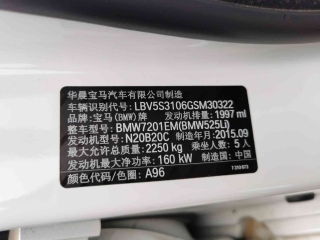 华晨宝马汽车有限公司制造
车辆识别代号: LBV5S3106GSM30322
品牌: 宝马(BMW)牌 发动机排量: 1997 ml
整车型号: BMW7201EM(BMW525Li)
发动机型号: N20B20C 制造年月: 2015.09
最大允许总质量: 2250 kg 乘坐人数: 5人
发动机最大净功率: 160 kW 制造国: 中国
颜色代码/色圈: A96